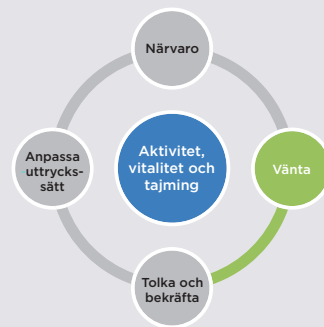 Närvaro
Anpassa
uttrycks-
sätt
Aktivitet,
vitalitet och
tajming
Vänta
Tolka och
bekräfta